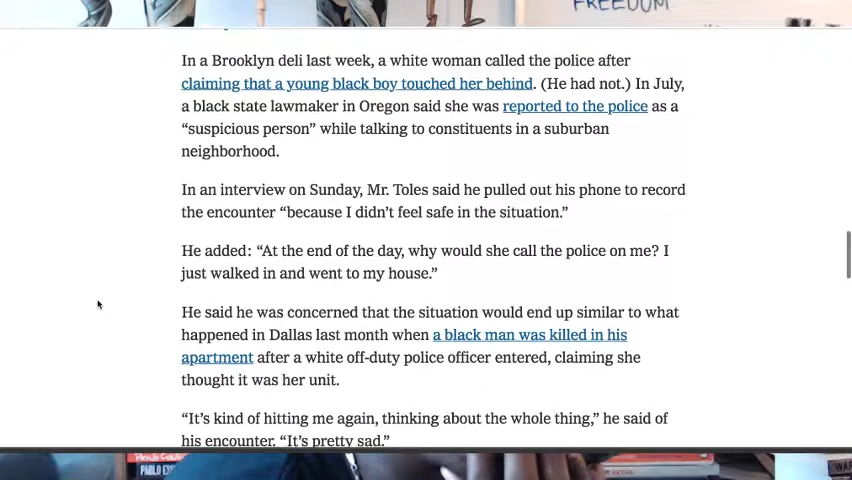 FREEDOM
In a Brooklyn deli last week, a white woman called the police after
claiming that a young black boy touched her behind. (He had not.) In July,
a black state lawmaker in Oregon said she was reported to the police as a
“suspicious person” while talking to constituents in a suburban
neighborhood.
In an interview on Sunday, Mr. Toles said he pulled out his phone to record
the encounter “because I didn’t feel safe in the situation.”
He added: “At the end of the day, why would she call the police on me? I
just walked in and went to my house.”
He said he was concerned that the situation would end up similar to what
happened in Dallas last month when a black man was killed in his
apartment after a white off-duty police officer entered, claiming she
thought it was her unit.
“It’s kind of hitting me again, thinking about the whole thing,” he said of
his encounter. “It’s pretty sad.”
PABLO